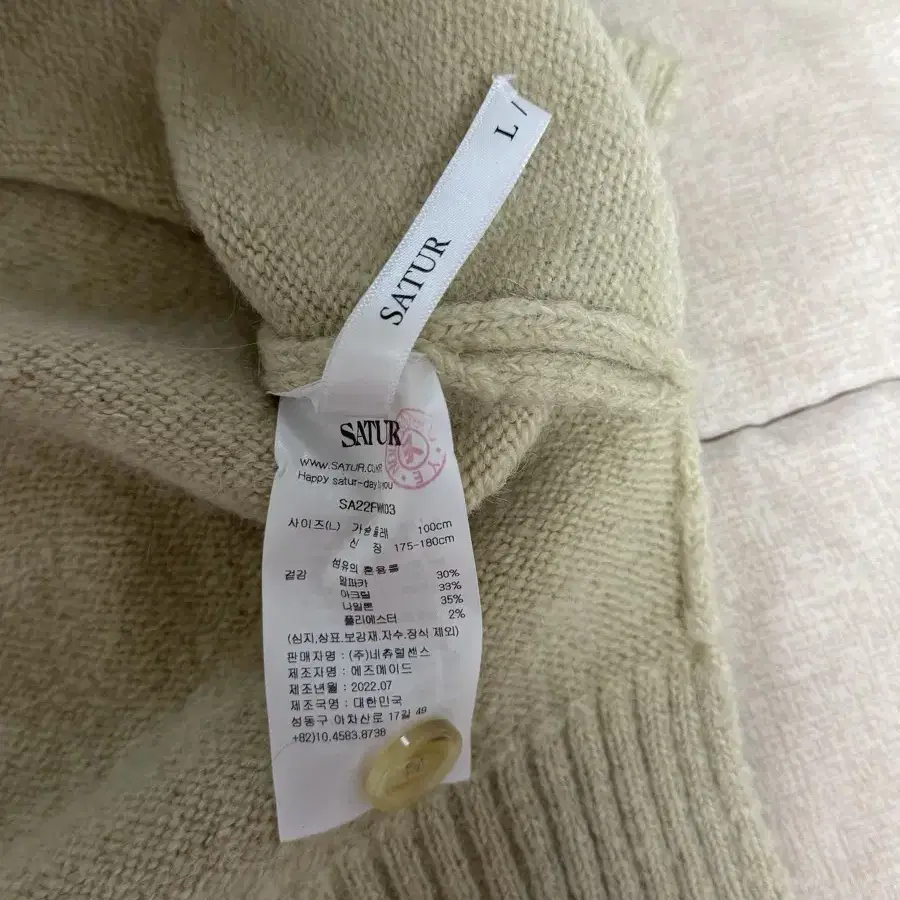 L /
SATUR
SATUR
WWW.SATUR.CO.KR
Happy satur-day to you
사이즈(L) 가슴둘레 100cm
신 장 175-180cm
섬유의 혼용률
겉감 알파카 30%
아크릴 33%
나일론 35%
폴리에스터 2%
(심지,상표,보강재,자수,장식 제외)
판매자명 : (주)네츄럴센스
제조자명 : 에즈메이드
제조년월 : 2022.07
제조국명 : 대한민국
성동구 아차산로 17길 48
+82)10.4583.8738